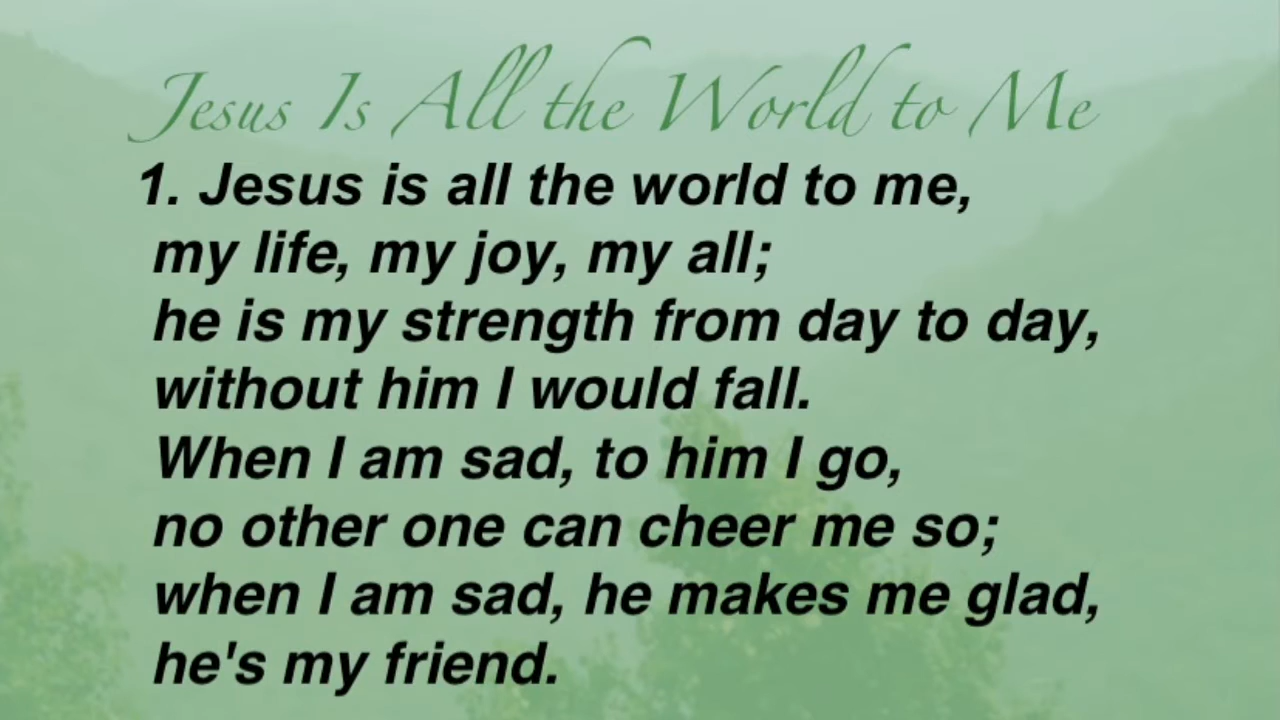 Jesus Is All the World to Me
1. Jesus is all the world to me,
my life, my joy, my all;
he is my strength from day to day,
without him I would fall.
When I am sad, to him I go,
no other one can cheer me so;
when I am sad, he makes me glad,
he's my friend.